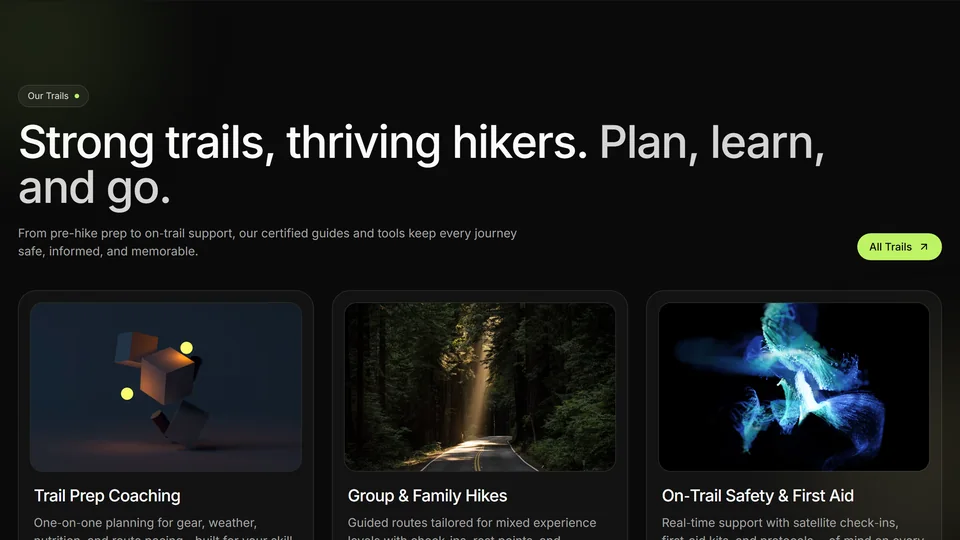 Our Trails
Strong trails, thriving hikers. Plan, learn,
and go.
From pre-hike prep to on-trail support, our certified guides and tools keep every journey
safe, informed, and memorable.
All Trails
Trail Prep Coaching
One-on-one planning for gear, weather,
Group & Family Hikes
Guided routes tailored for mixed experience
On-Trail Safety & First Aid
Real-time support with satellite check-ins,